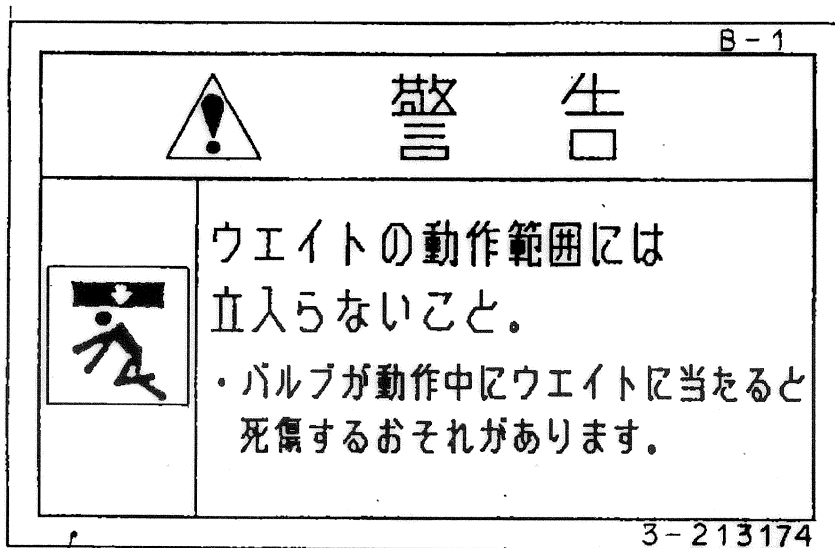 B-1
警告
ウエイトの動作範囲には
立入らないこと。
・バルブが動作中にウエイトに当たると
死傷するおそれがあります。
3-213174